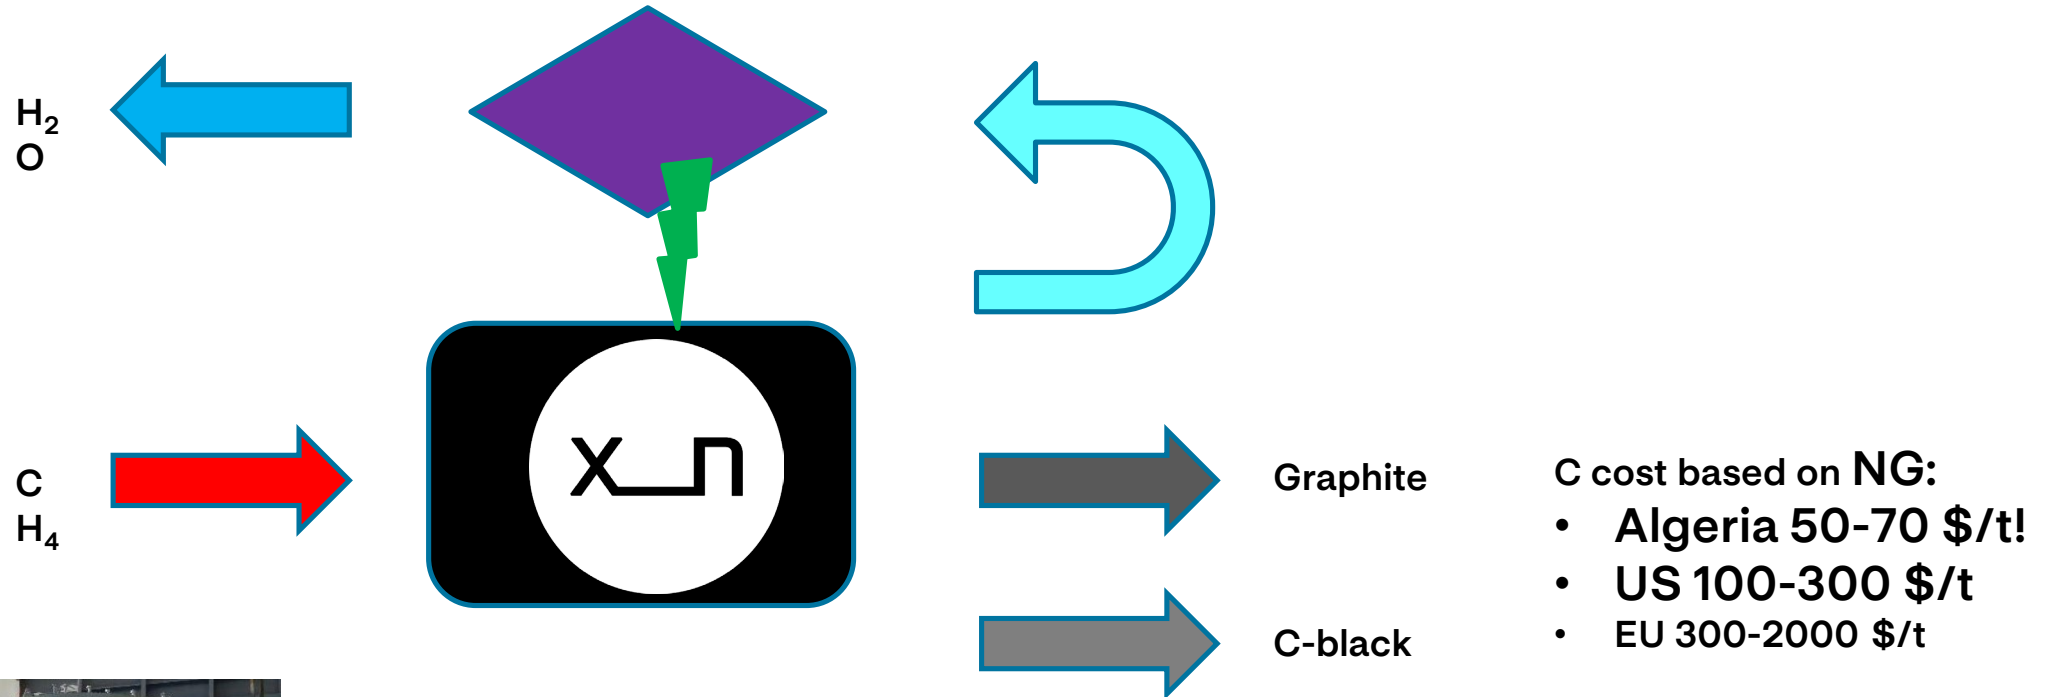 H₂
O
x_n
C
H₄
Graphite
C-black
C cost based on NG:
• Algeria 50-70 $/t!
• US 100-300 $/t
• EU 300-2000 $/t